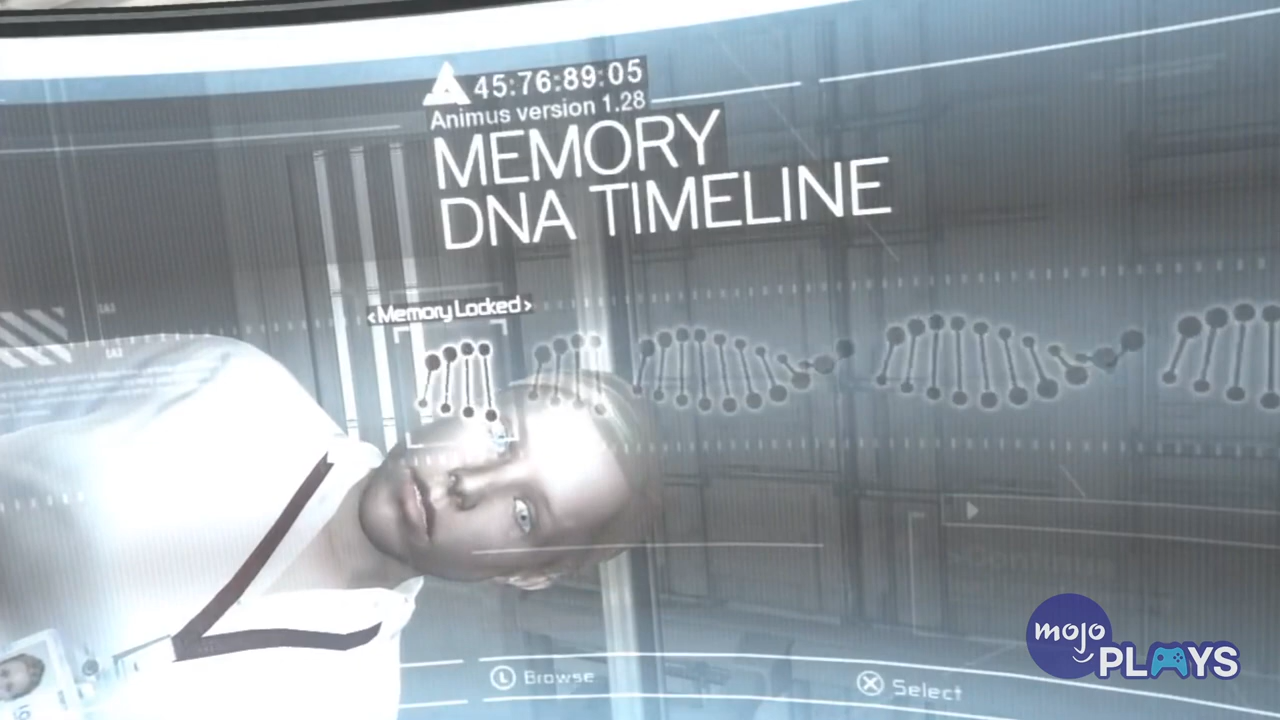 45:76:89:05
Animus version 1.28
MEMORY
DNA TIMELINE
<Memory Locked>
L Browse
X Select
mojo
PLAYS